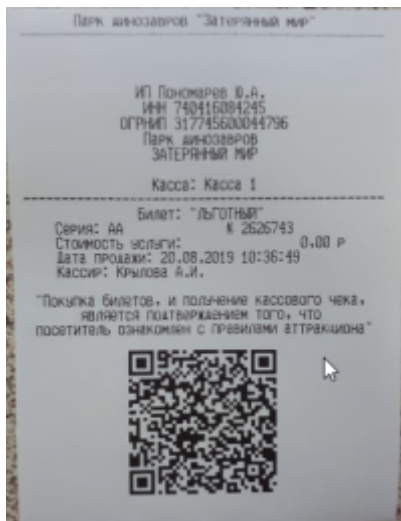 Парк динозавров "Затерянный мир"
ИП Пономарев Ю.А.
ИНН 740416084245
ОГРНИП 317745600044796
Парк динозавров
ЗАТЕРЯННЫЙ МИР
Касса: Касса 1
Билет: "ЛЬГОТНЫЙ"
Серия: АА № 2626743
Стоимость услуги: 0.00 Р
Дата продажи: 20.08.2019 10:36:49
Кассир: Крылова А.И.
"Покупка билетов, и получение кассового чека,
является подтверждением того, что
посетитель ознакомлен с правилами аттракциона"